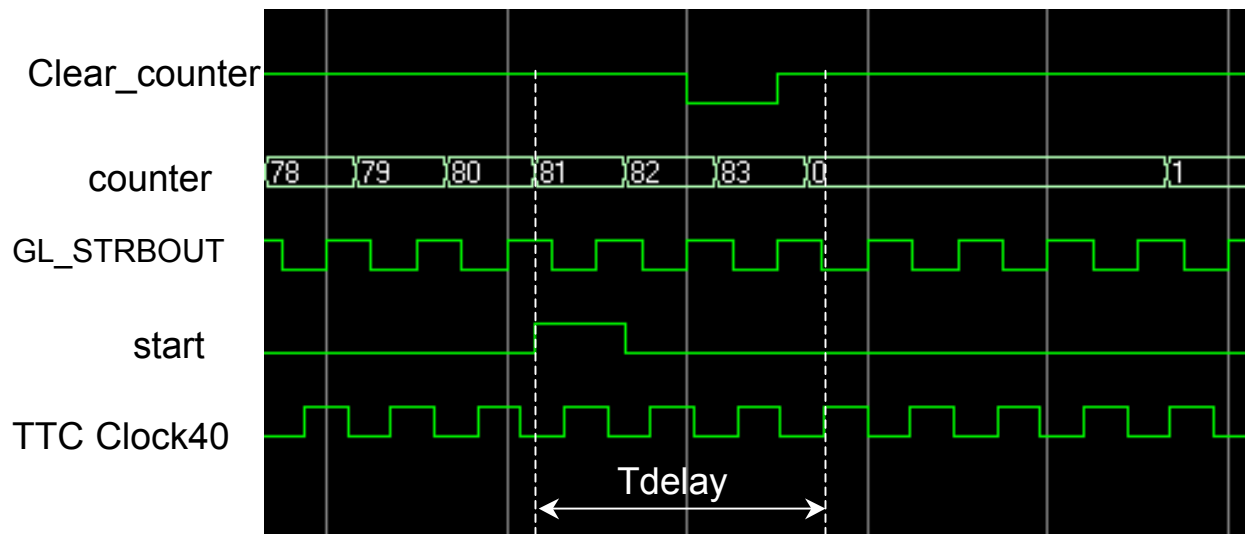 Clear_counter
counter
78 79 80 81 82 83 0 1
GL_STRBOUT
start
TTC Clock40
Tdelay